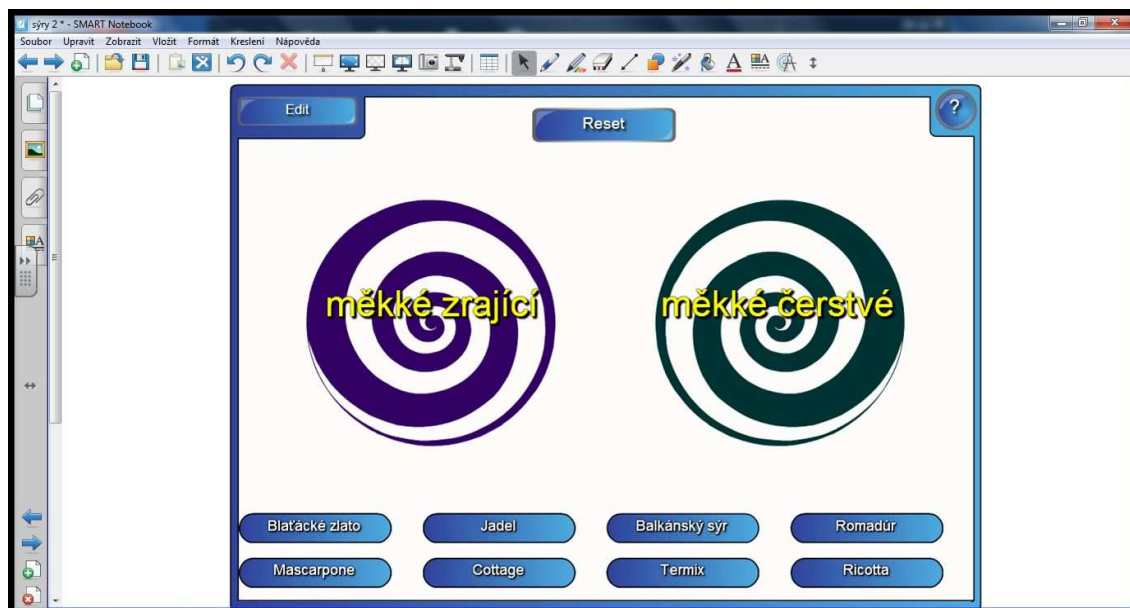 sýry 2 * - SMART Notebook
Soubor Upravit Zobrazit Vložit Formát Kreslení Nápověda
Edit
Reset
?
měkké zrající
měkké čerstvé
Blaťácké zlato
Jadel
Balkánský sýr
Romadúr
Mascarpone
Cottage
Termix
Ricotta